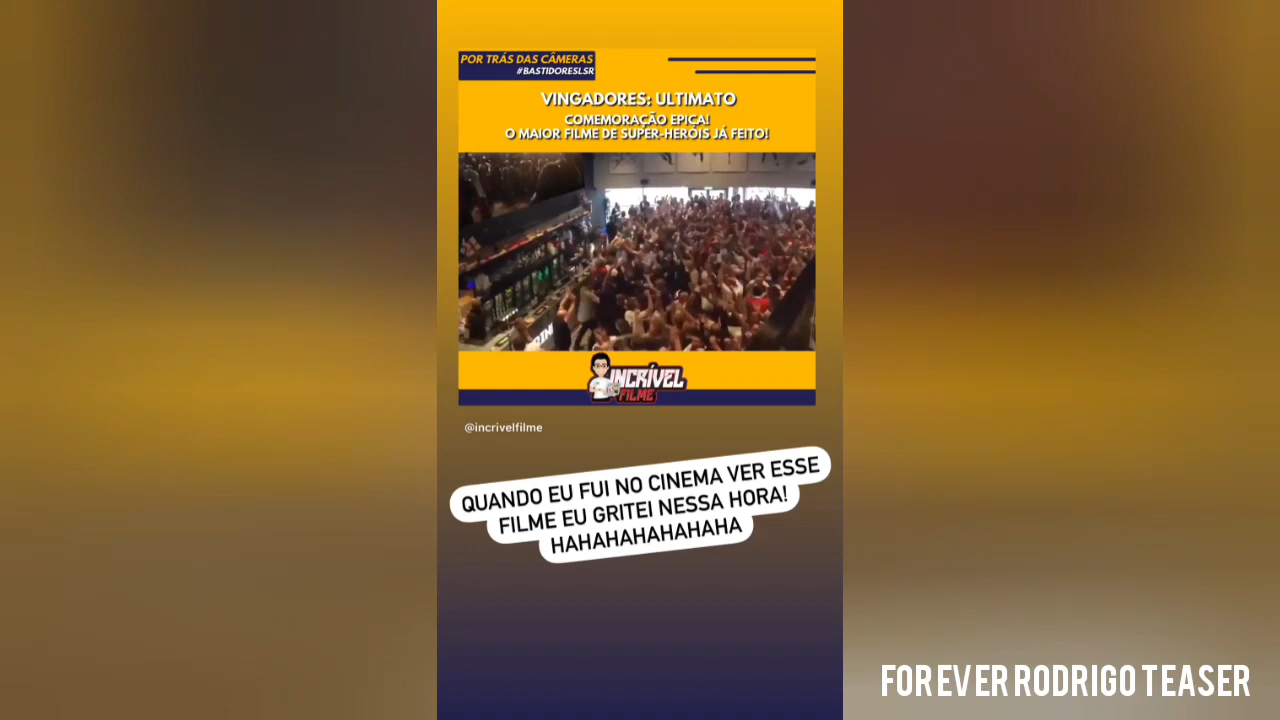 POR TRÁS DAS CÂMERAS
#BASTIDORESLSR
VINGADORES: ULTIMATO
COMEMORAÇÃO EPICA!
O MAIOR FILME DE SUPER-HERÓIS JÁ FEITO!
INCRÍVEL
FILME
@incrivelfilme
QUANDO EU FUI NO CINEMA VER ESSE
FILME EU GRITEI NESSA HORA!
HAHAHAHAHAHAHA
FOREVER RODRIGO TEASER